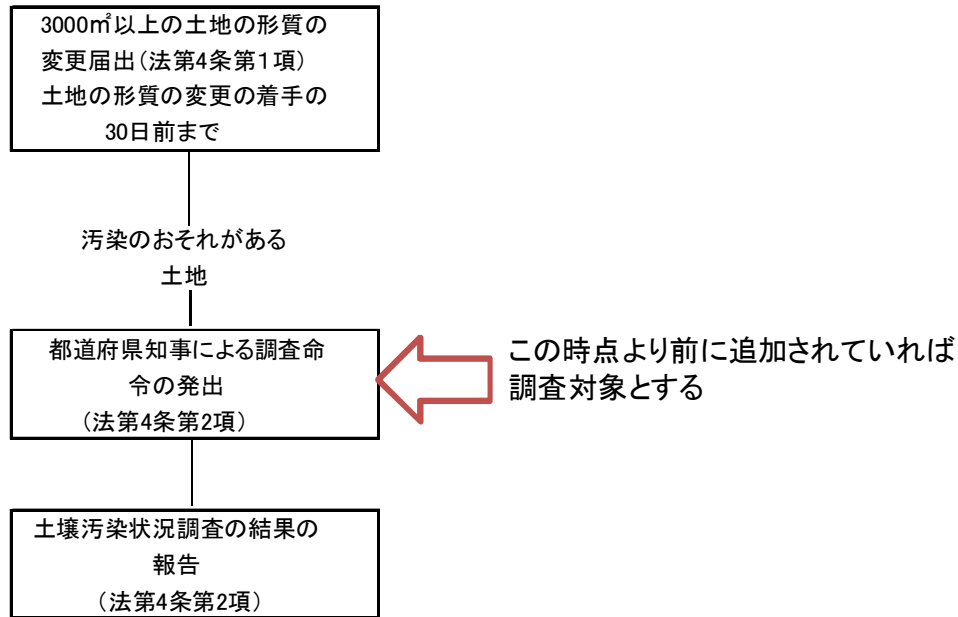 3000㎡以上の土地の形質の
変更届出（法第4条第１項）
土地の形質の変更の着手の
30日前まで
汚染のおそれがある
土地
都道府県知事による調査命
令の発出
（法第4条第2項）
この時点より前に追加されていれば
調査対象とする
土壌汚染状況調査の結果の
報告
（法第4条第2項）